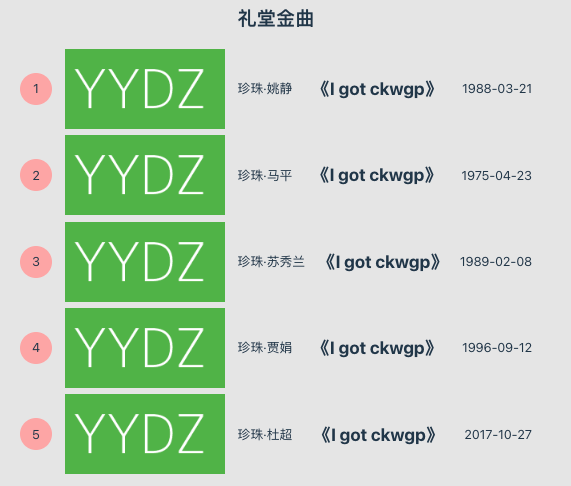 礼堂金曲
1 YYDZ 珍珠·姚静 《I got ckwgp》 1988-03-21
2 YYDZ 珍珠·马平 《I got ckwgp》 1975-04-23
3 YYDZ 珍珠·苏秀兰 《I got ckwgp》 1989-02-08
4 YYDZ 珍珠·贾娟 《I got ckwgp》 1996-09-12
5 YYDZ 珍珠·杜超 《I got ckwgp》 2017-10-27